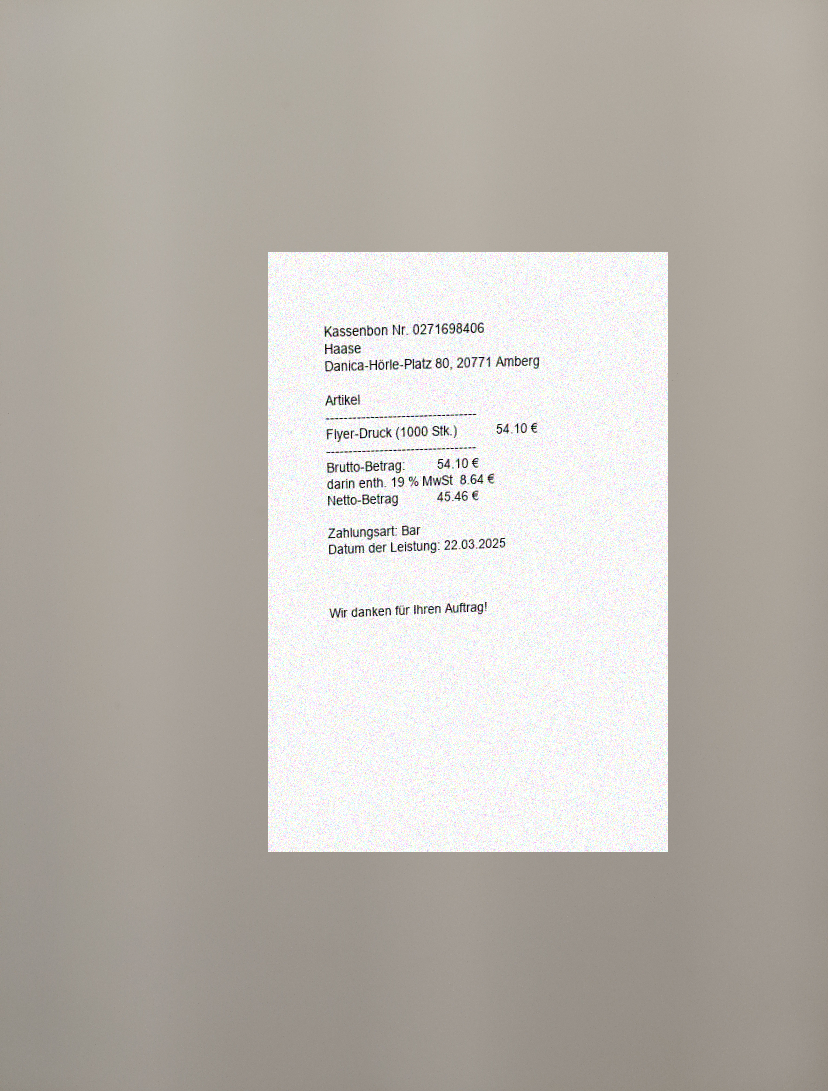 Kassenbon Nr. 0271698406
Haase
Danica-Hörle-Platz 80, 20771 Amberg
Artikel
-----------------------------------
Flyer-Druck (1000 Stk.) 54.10 €
-----------------------------------
Brutto-Betrag: 54.10 €
darin enth. 19 % MwSt 8.64 €
Netto-Betrag 45.46 €
Zahlungsart: Bar
Datum der Leistung: 22.03.2025
Wir danken für Ihren Auftrag!